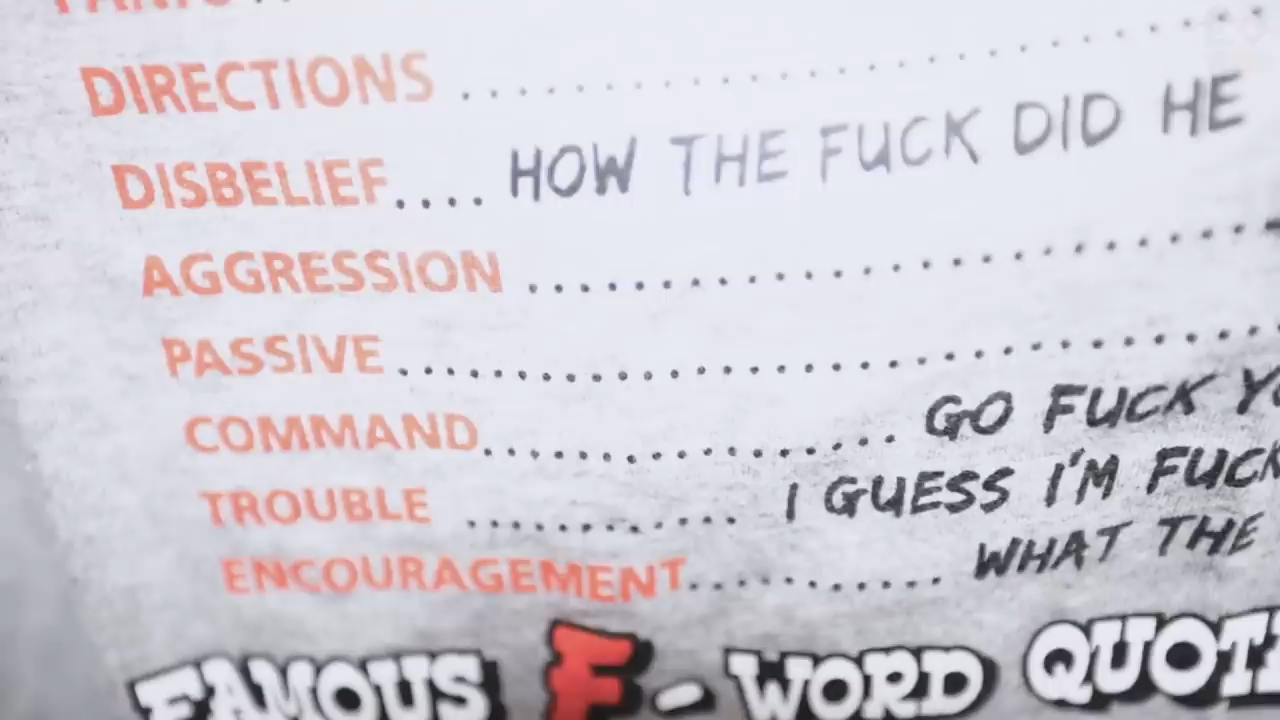 DIRECTIONS ........................................
DISBELIEF.... HOW THE FUCK DID HE
AGGRESSION ........................................
PASSIVE........................................
COMMAND.................... GO FUCK
TROUBLE ............. I GUESS I'M
ENCOURAGEMENT............ WHAT THE
FAMOUS F-WORD